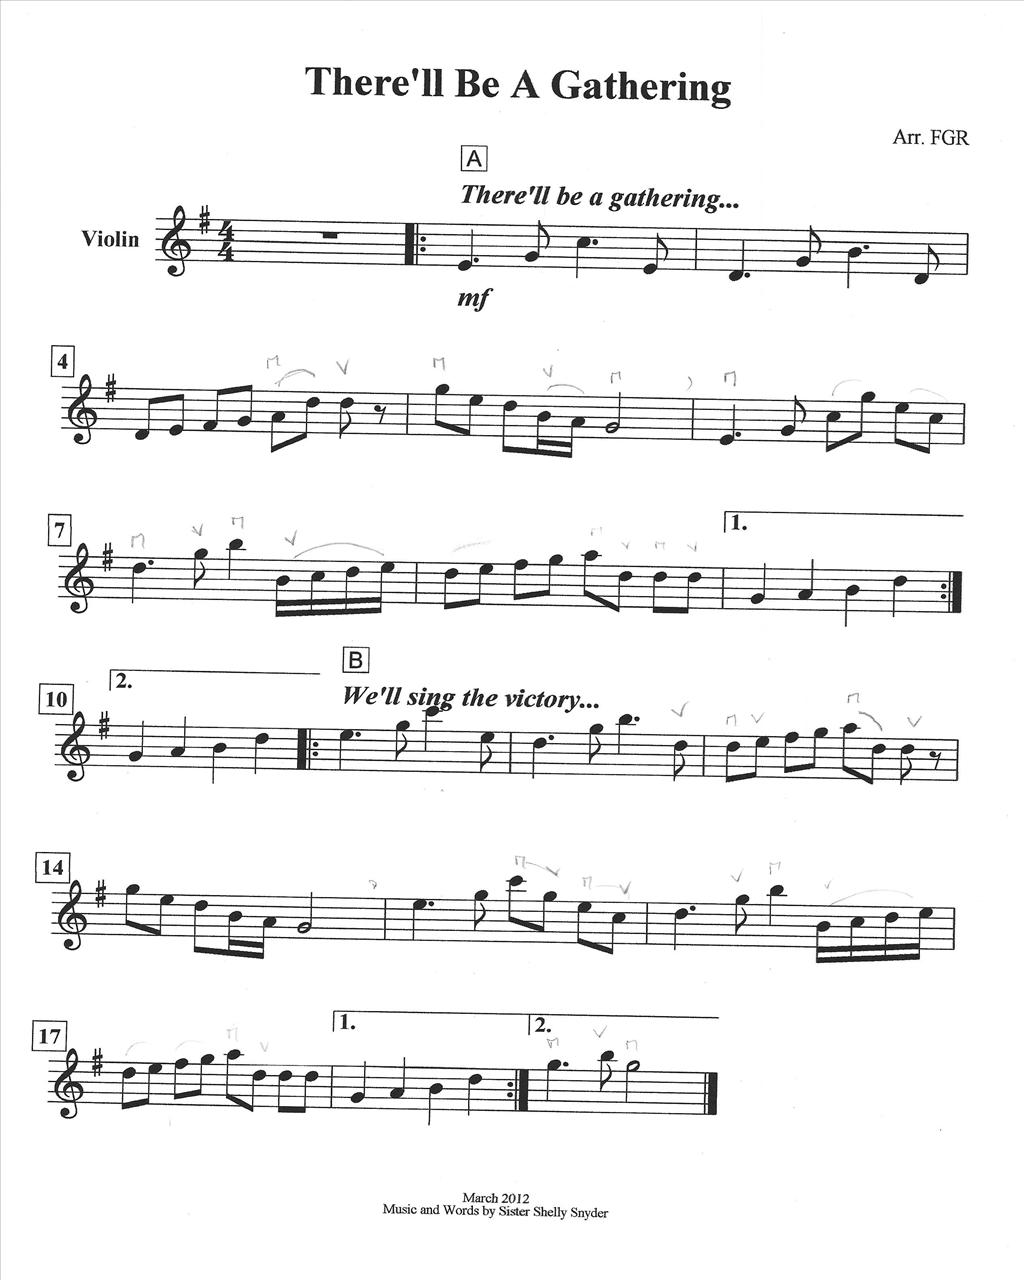 There'll Be A Gathering
Arr. FGR
A
There'll be a gathering...
Violin
4
4
mf
4
7
1.
10
2.
B
We'll sing the victory...
14
17
1.
2.
March 2012
Music and Words by Sister Shelly Snyder